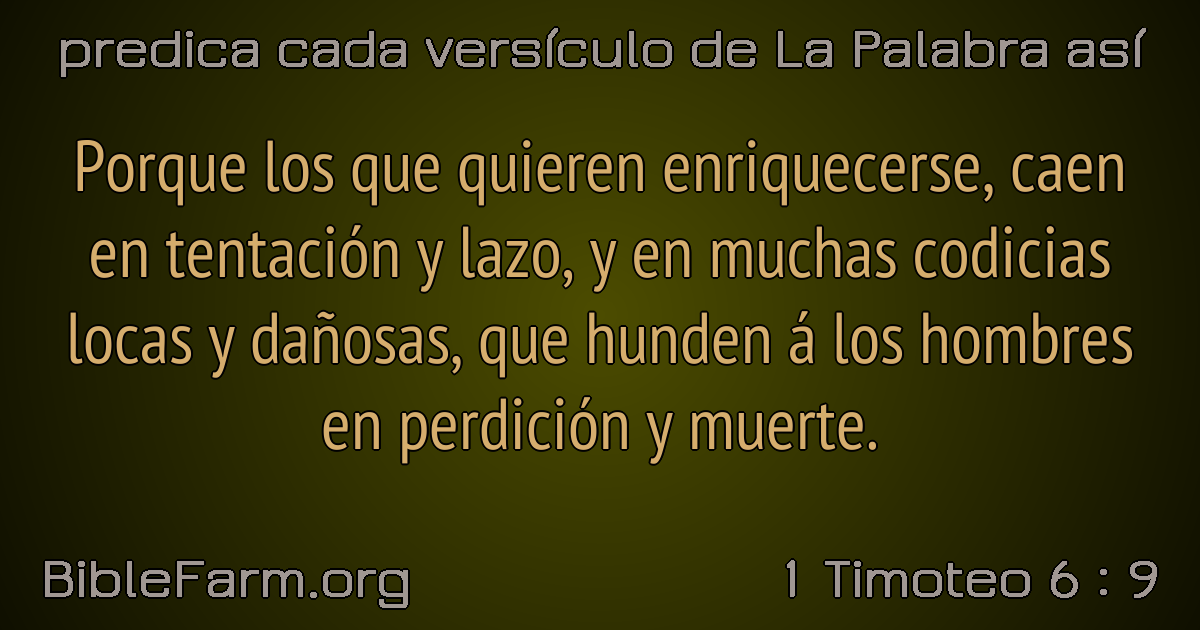 predica cada versículo de La Palabra así
Porque los que quieren enriquecerse, caen
en tentación y lazo, y en muchas codicias
locas y dañosas, que hunden á los hombres
en perdición y muerte.
BibleFarm.org
1 Timoteo 6 : 9